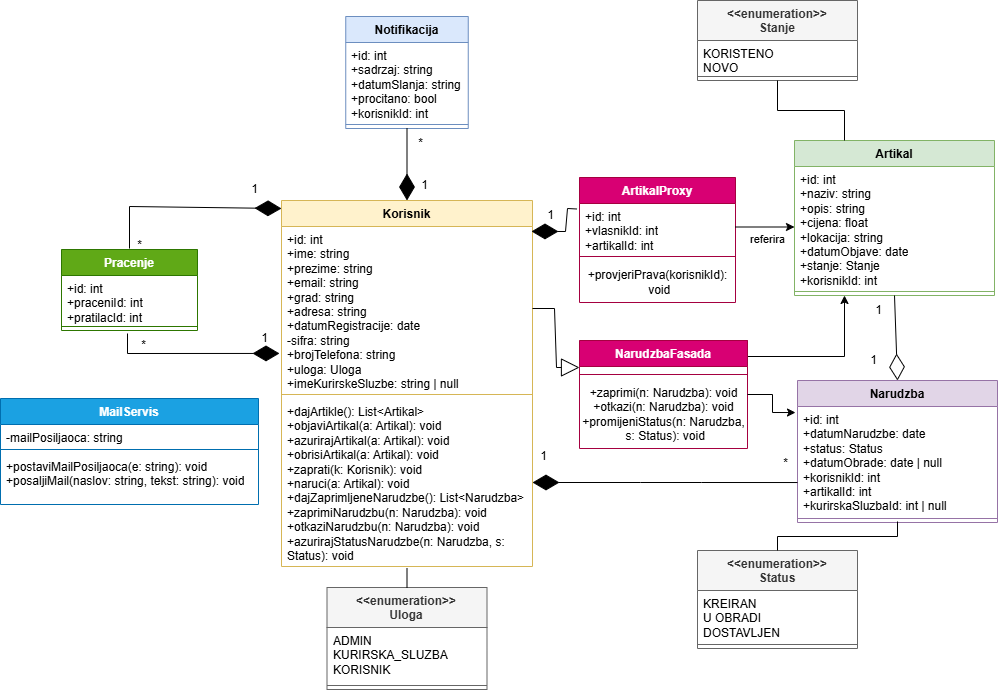 Notifikacija
+id: int
+sadrzaj: string
+datumSlanja: string
+procitano: bool
+korisnikId: int
*
1
<<enumeration>>
Stanje
KORISTENO
NOVO
Artikal
+id: int
+naziv: string
+opis: string
+cijena: float
+lokacija: string
+datumObjave: date
+stanje: Stanje
+korisnikId: int
ArtikalProxy
+id: int
+vlasnikId: int
+artikalId: int
+provjeriPrava(korisnikId):
void
1
referira
1
*
Pracenje
+id: int
+praceniId: int
+pratilacId: int
*
1
Korisnik
+id: int
+ime: string
+prezime: string
+email: string
+grad: string
+adresa: string
+datumRegistracije: date
-sifra: string
+brojTelefona: string
+uloga: Uloga
+imeKurirskeSluzbe: string | null
+dajArtikle(): List<Artikal>
+objaviArtikal(a: Artikal): void
+azurirajArtikal(a: Artikal): void
+obrisiArtikal(a: Artikal): void
+zaprati(k: Korisnik): void
+naruci(a: Artikal): void
+dajZaprimljeneNarudzbe(): List<Narudzba>
+zaprimiNarudzbu(n: Narudzba): void
+otkaziNarudzbu(n: Narudzba): void
+azurirajStatusNarudzbe(n: Narudzba, s:
Status): void
NarudzbaFasada
+zaprimi(n: Narudzba): void
+otkazi(n: Narudzba): void
+promijeniStatus(n: Narudzba,
s: Status): void
1
1
Narudzba
+id: int
+datumNarudzbe: date
+status: Status
+datumObrade: date | null
+korisnikId: int
+artikalId: int
+kurirskaSluzbaId: int | null
1
*
MailServis
-mailPosiljaoca: string
+postaviMailPosiljaoca(e: string): void
+posaljiMail(naslov: string, tekst: string): void
<<enumeration>>
Uloga
ADMIN
KURIRSKA_SLUZBA
KORISNIK
<<enumeration>>
Status
KREIRAN
U OBRADI
DOSTAVLJEN